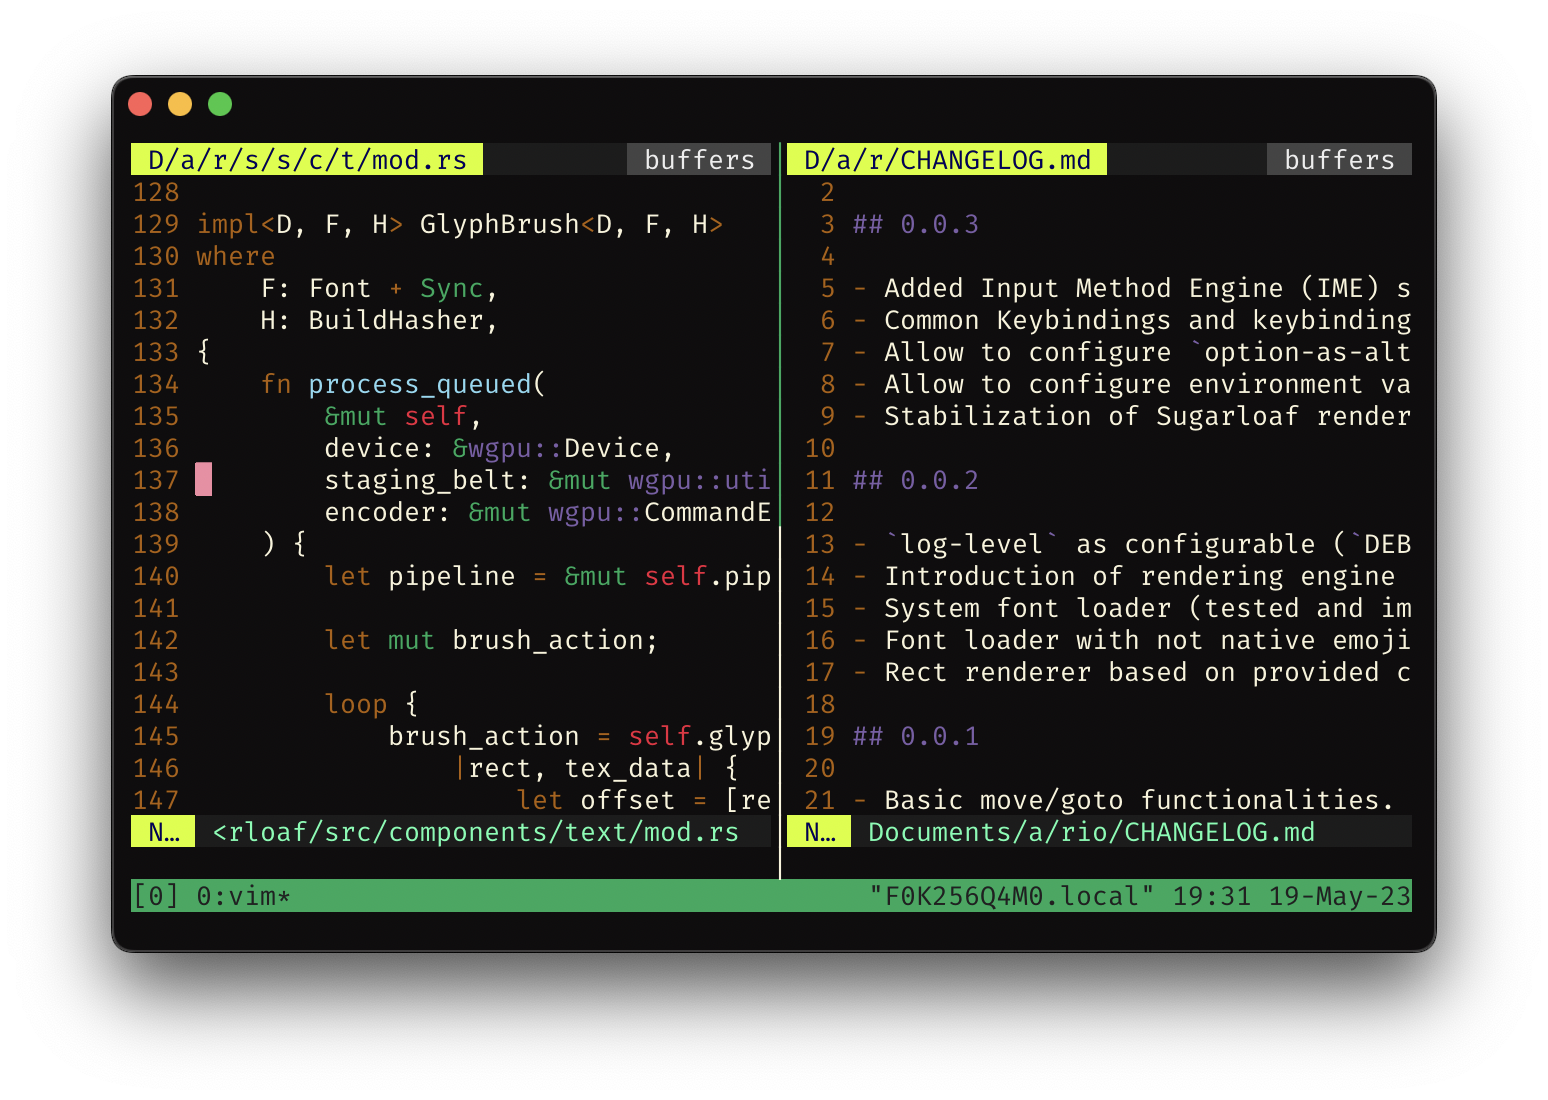 D/a/r/s/s/c/t/mod.rs buffers
128
129 impl<D, F, H> GlyphBrush<D, F, H>
130 where
131     F: Font + Sync,
132     H: BuildHasher,
133 {
134     fn process_queued(
135         &mut self,
136         device: &wgpu::Device,
137         staging_belt: &mut wgpu::uti
138         encoder: &mut wgpu::CommandE
139     ) {
140         let pipeline = &mut self.pip
141
142         let mut brush_action;
143
144         loop {
145             brush_action = self.glyp
146                 |rect, tex_data| {
147                     let offset = [re
N… <rloaf/src/components/text/mod.rs
D/a/r/CHANGELOG.md buffers
2
3 ## 0.0.3
4
5 - Added Input Method Engine (IME) s
6 - Common Keybindings and keybinding
7 - Allow to configure `option-as-alt
8 - Allow to configure environment va
9 - Stabilization of Sugarloaf render
10
11 ## 0.0.2
12
13 - `log-level` as configurable (`DEB
14 - Introduction of rendering engine
15 - System font loader (tested and im
16 - Font loader with not native emoji
17 - Rect renderer based on provided c
18
19 ## 0.0.1
20
21 - Basic move/goto functionalities.
N… Documents/a/rio/CHANGELOG.md
[0] 0:vim* "F0K256Q4M0.local" 19:31 19-May-23